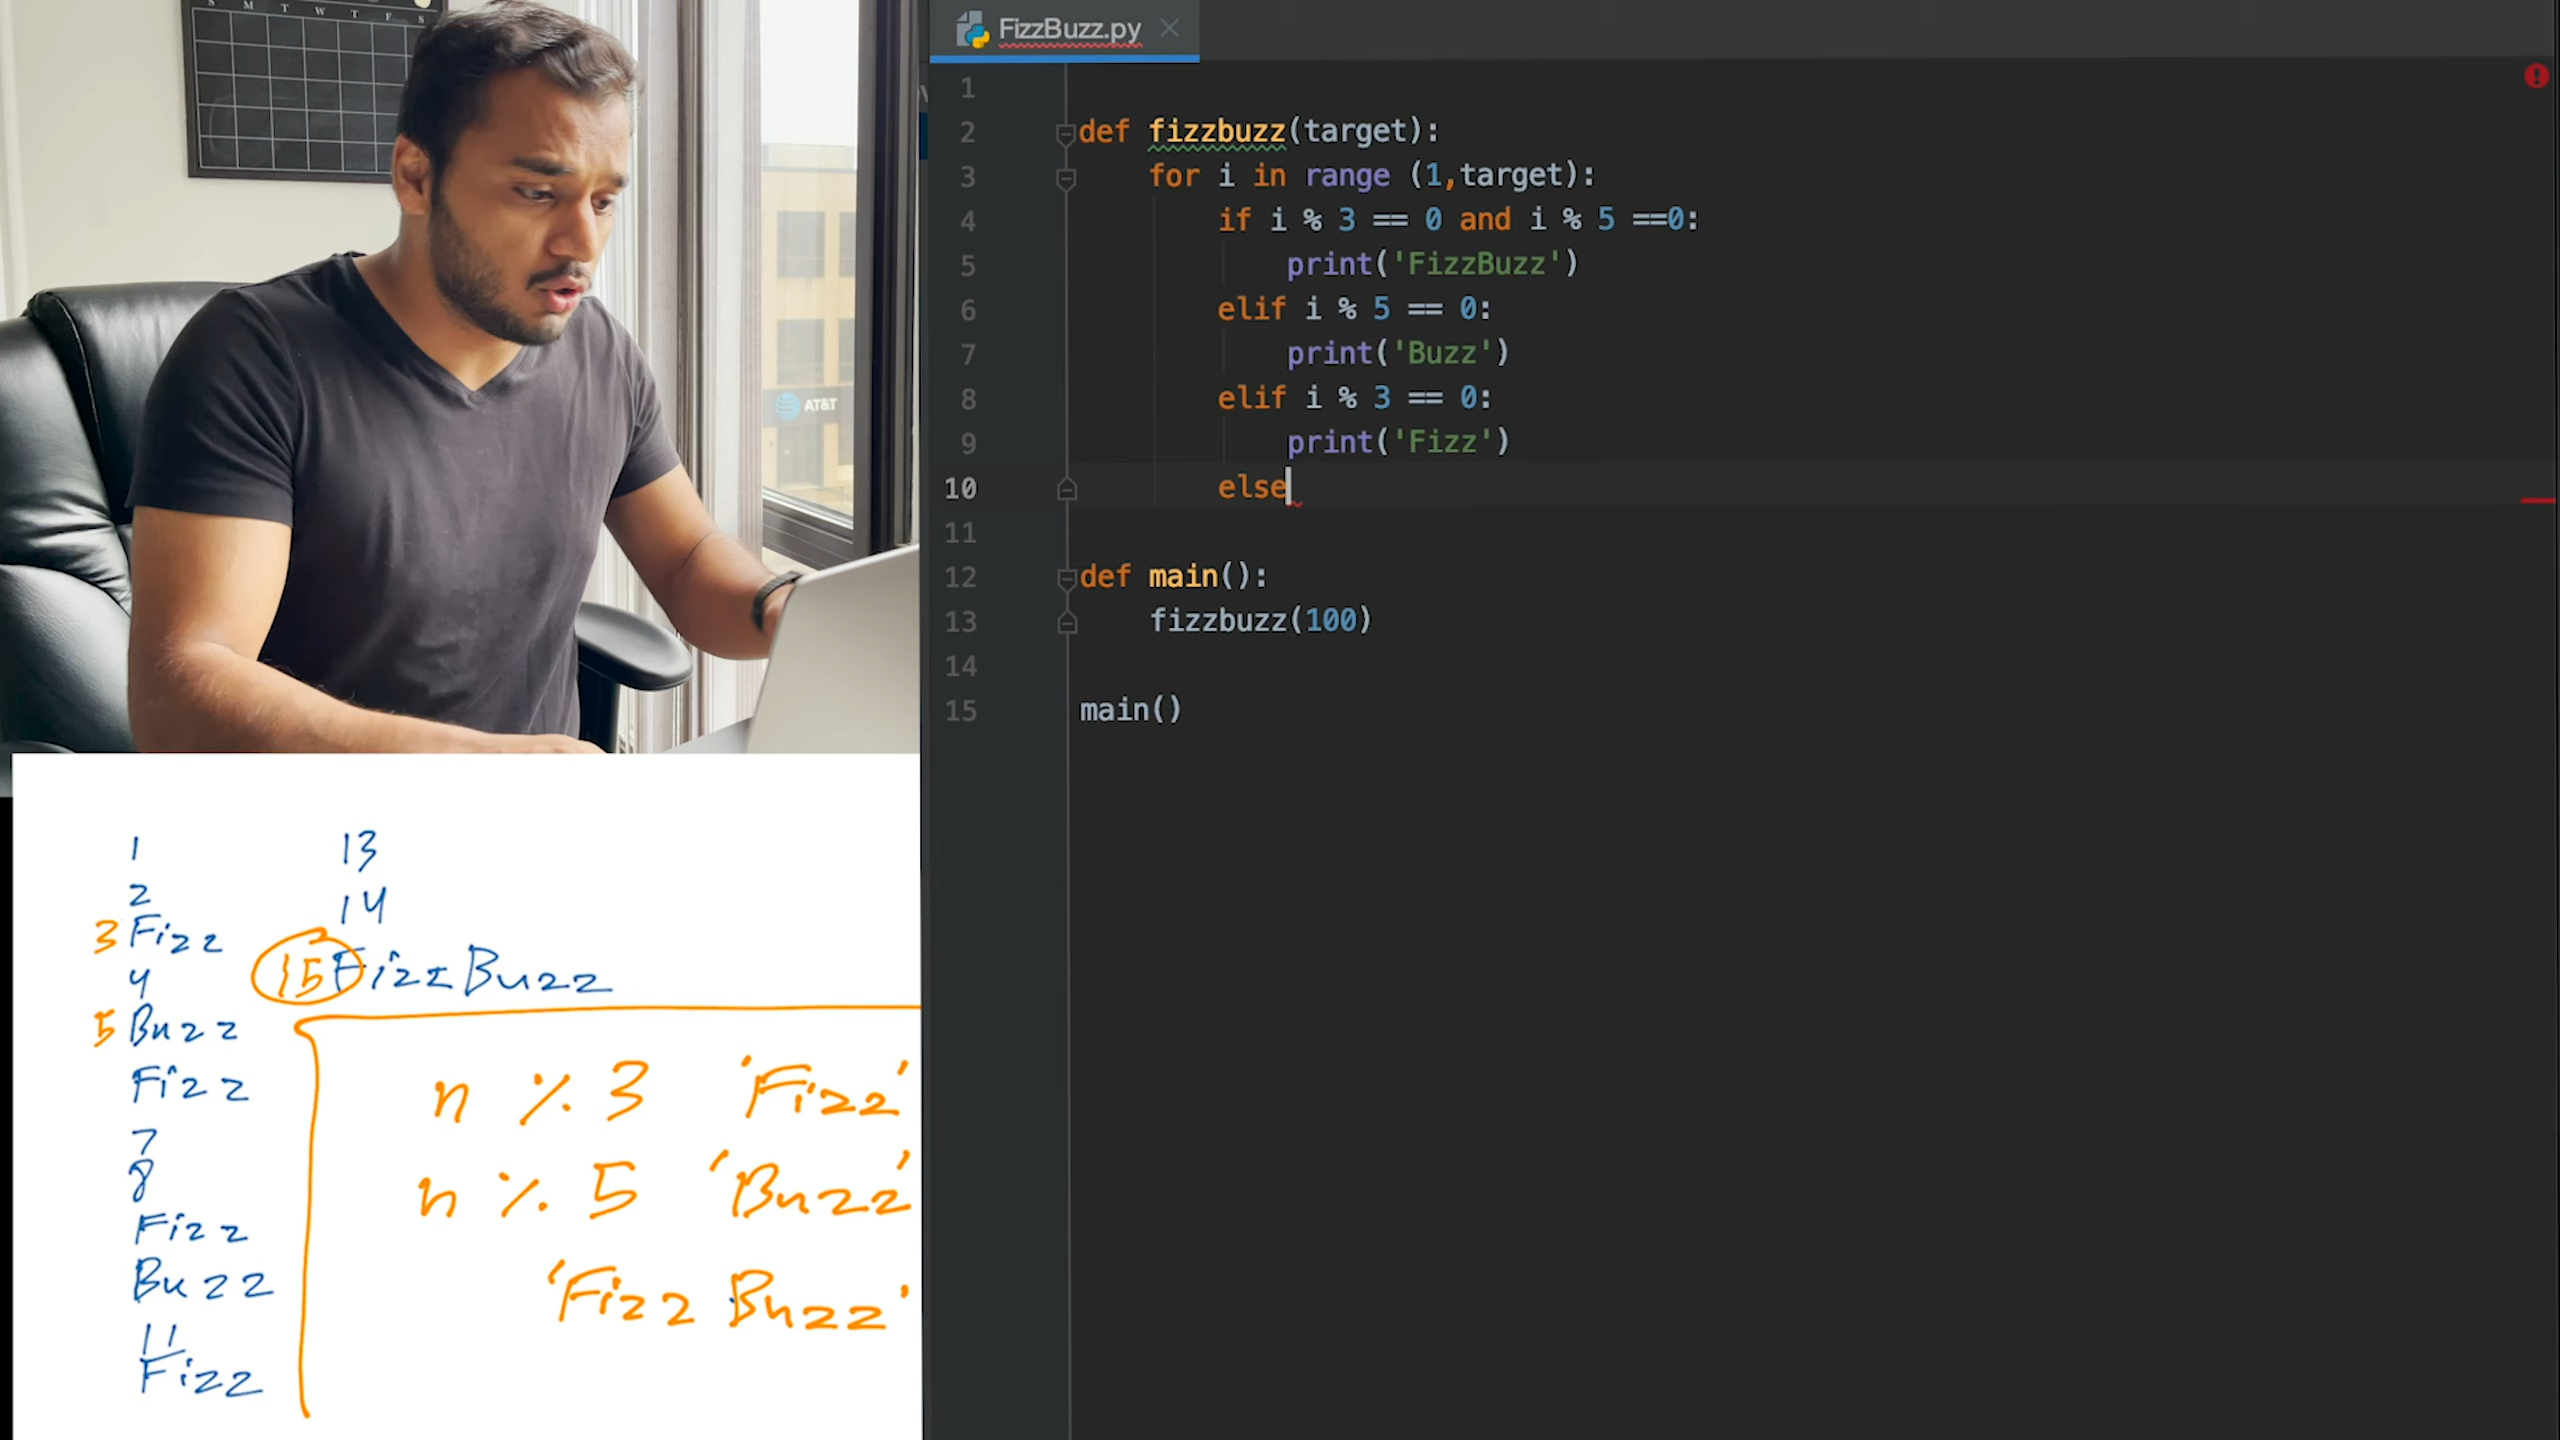 S M T W T F S
AT&T
1
2
3 Fizz
4
5 Buzz
Fizz
7
8
Fizz
Buzz
11
Fizz
13
14
15 FizzBuzz
n % 3 'Fizz'
n % 5 'Buzz'
'Fizz Buzz'
FizzBuzz.py
1
2 def fizzbuzz(target):
3 for i in range (1,target):
4 if i % 3 == 0 and i % 5 ==0:
5 print('FizzBuzz')
6 elif i % 5 == 0:
7 print('Buzz')
8 elif i % 3 == 0:
9 print('Fizz')
10 else
11
12 def main():
13 fizzbuzz(100)
14
15 main()